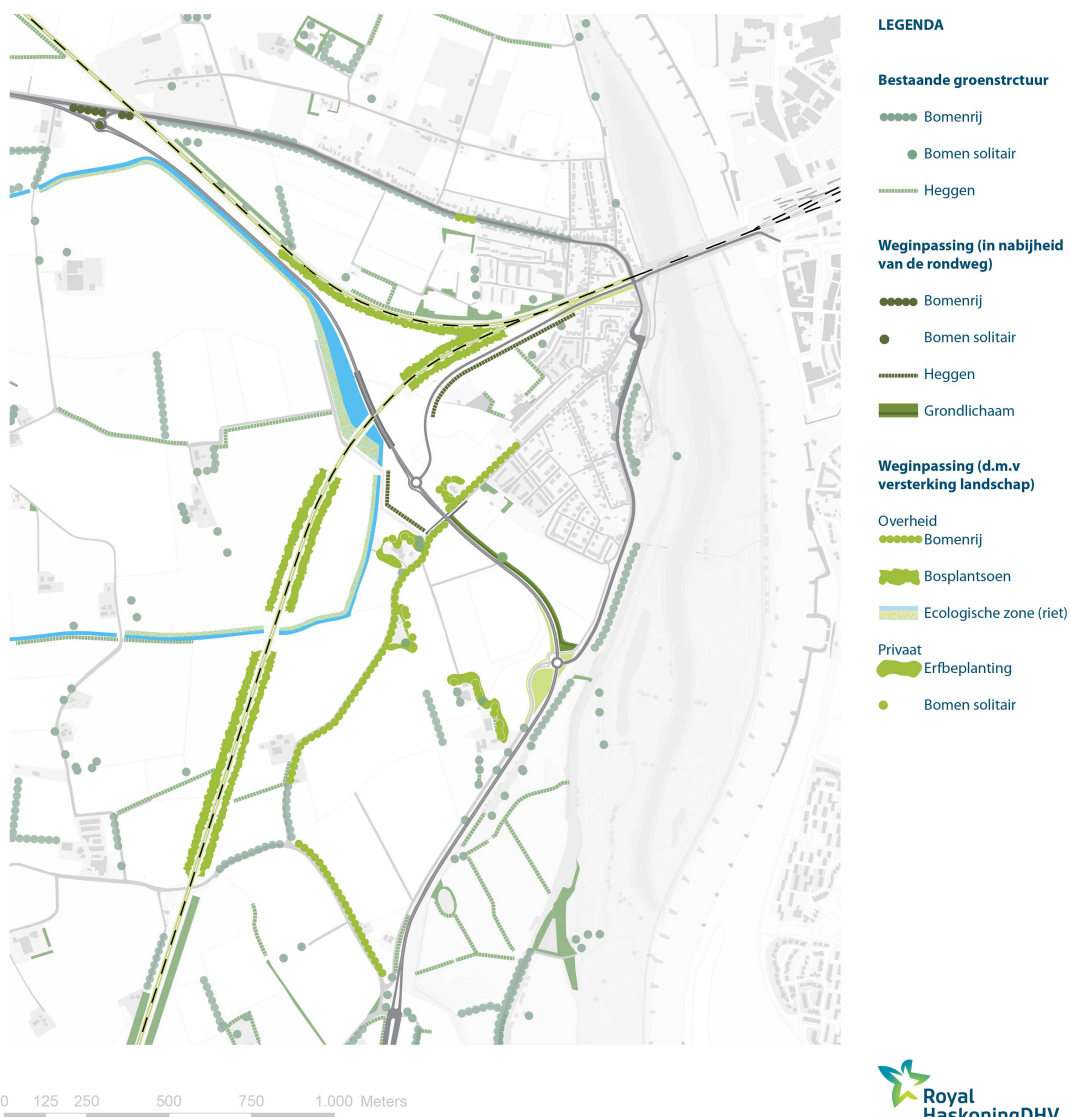 LEGENDA
Bestaande groenstrctuur
Bomenrij
Bomen solitair
Heggen
Weginpassing (in nabijheid
van de rondweg)
Bomenrij
Bomen solitair
Heggen
Grondlichaam
Weginpassing (d.m.v
versterking landschap)
Overheid
Bomenrij
Bosplantsoen
Ecologische zone (riet)
Privaat
Erfbeplanting
Bomen solitair
0 125 250 500 750 1.000 Meters
Royal
HaskoningDHV